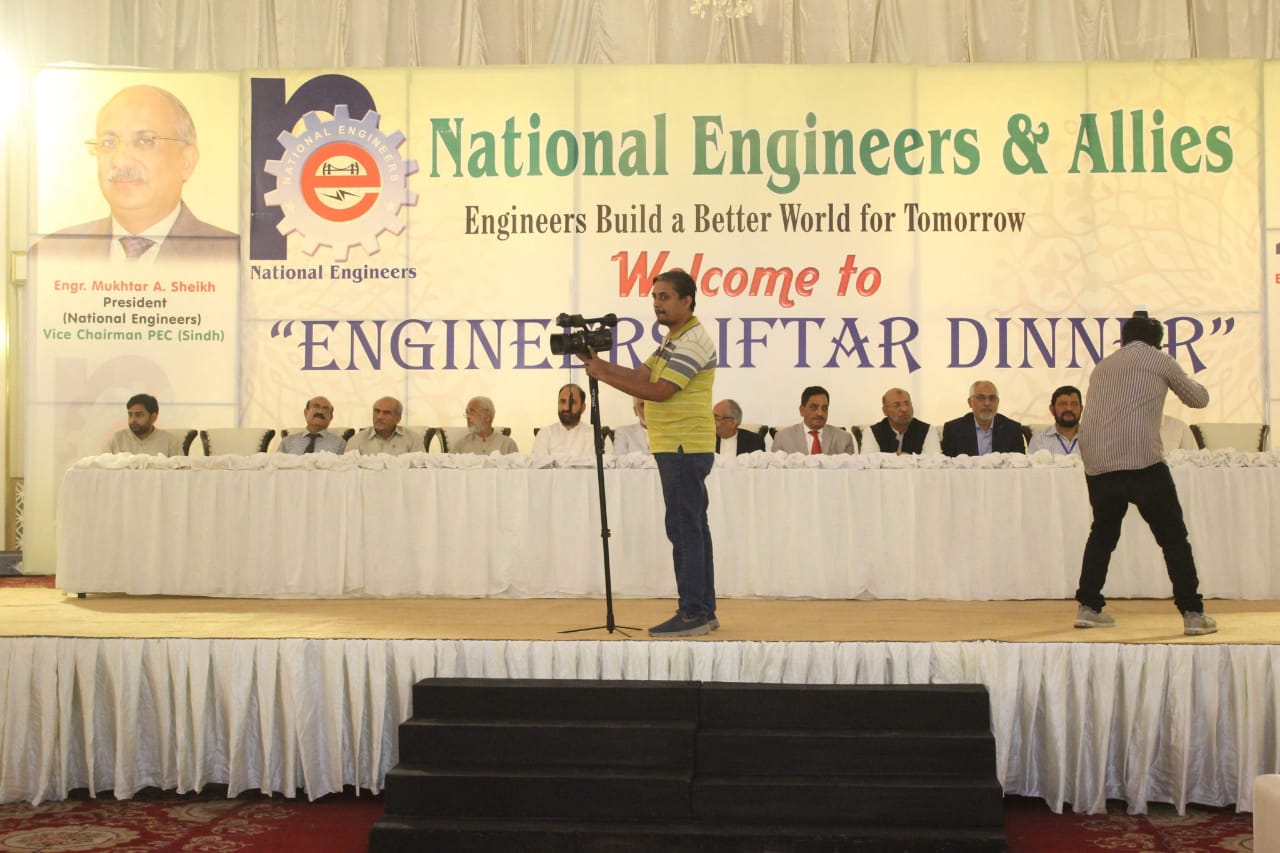 Engr. Mukhtar A. Sheikh
President
(National Engineers)
Vice Chairman PEC (Sindh)
NATIONAL ENGINEERS
National Engineers
National Engineers & Allies
Engineers Build a Better World for Tomorrow
Welcome to
“ENGINEERS IFTAR DINNER”